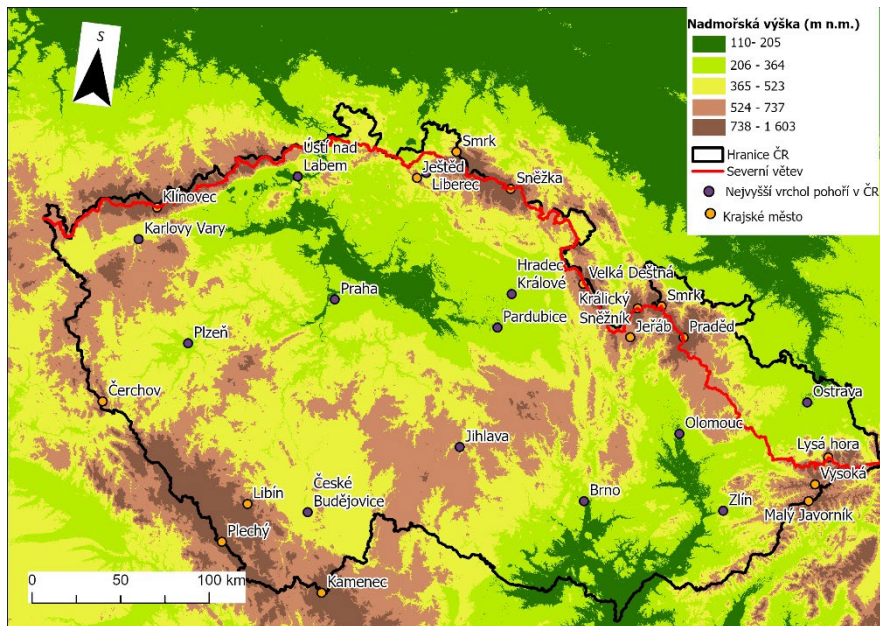 S
Nadmořská výška (m n.m.)
110- 205
206 - 364
365 - 523
524 - 737
738 - 1 603
Hranice ČR
Severní větev
Nejvyšší vrchol pohoří v ČR
Krajské město
Smrk
Ústí nad
Labem
Ještěd
Liberec
Sněžka
Klínovec
Karlovy Vary
Hradec
Králové
Velká Deštná
Praha
Králický
Sněžník
Smrk
Pardubice
Jeřáb
Praděd
Plzeň
Čerchov
Ostrava
Olomouc
Jihlava
Lysá hora
Vysoká
Libín
České
Budějovice
Brno
Zlín
Malý Javorník
Plechý
Kamenec
0
50
100 km